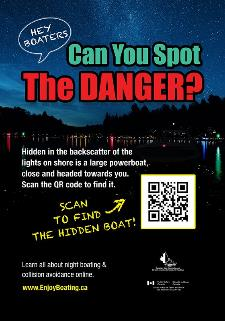 HEY
BOATERS
Can You Spot
The DANGER?
Hidden in the backscatter of the
lights on shore is a large powerboat,
close and headed towards you.
Scan the QR code to find it.
SCAN
TO FIND
THE HIDDEN BOAT!
Learn all about night boating &
collision avoidance online.
www.EnjoyBoating.ca